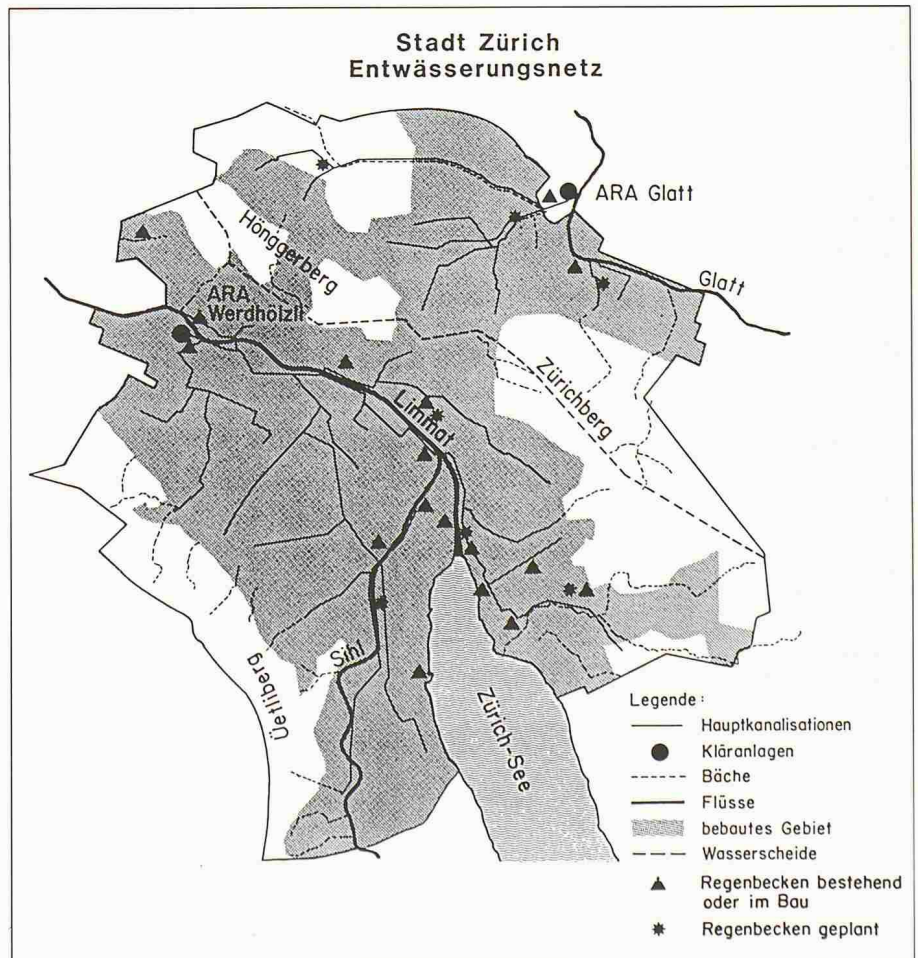 Stadt Zürich
Entwässerungsnetz
ARA Glatt
Hönggerberg
Glatt
ARA
Werdhölzli
Zürichberg
Limmat
Sihl
Üetliberg
Zürich-See
Legende:
Hauptkanalisationen
Kläranlagen
Bäche
Flüsse
bebautes Gebiet
Wasserscheide
Regenbecken bestehend
oder im Bau
Regenbecken geplant